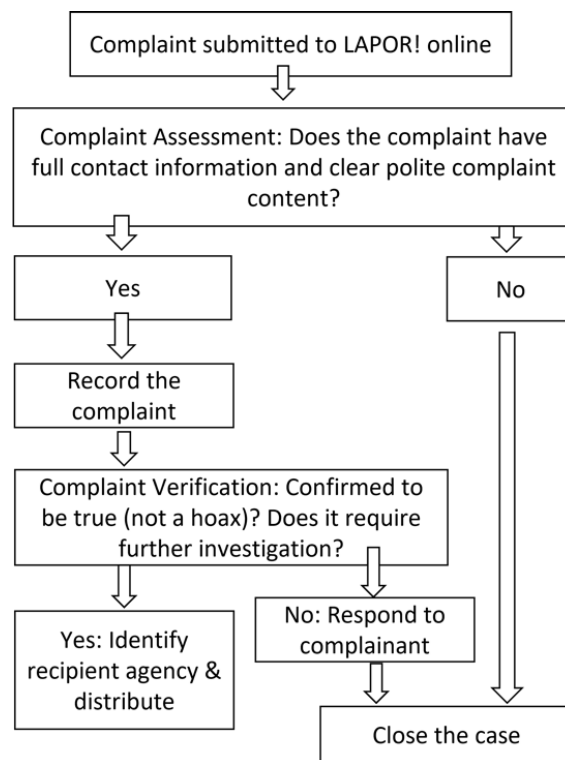 Complaint submitted to LAPOR! online
Complaint Assessment: Does the complaint have
full contact information and clear polite complaint
content?
Yes
No
Record the
complaint
Complaint Verification: Confirmed to
be true (not a hoax)? Does it require
further investigation?
Yes: Identify
recipient agency &
distribute
No: Respond to
complainant
Close the case